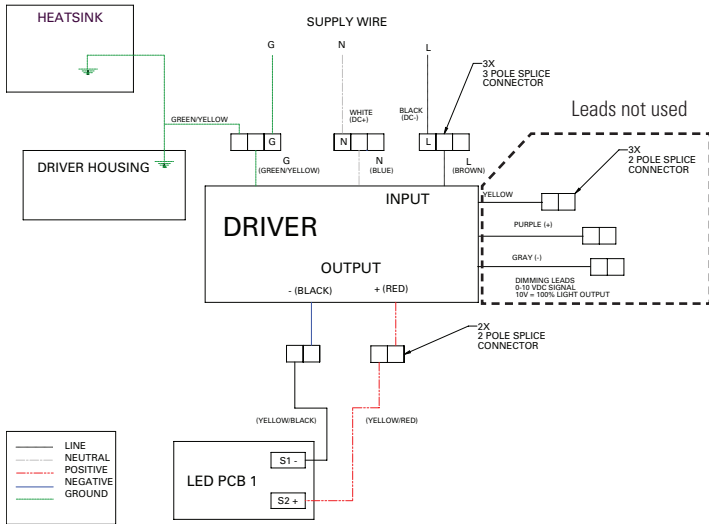 HEATSINK
SUPPLY WIRE
G
N
L
3X
3 POLE SPLICE
CONNECTOR
WHITE
(DC+)
BLACK
(DC-)
Leads not used
GREEN/YELLOW
G
N
L
DRIVER HOUSING
G
(GREEN/YELLOW)
N
(BLUE)
L
(BROWN)
3X
2 POLE SPLICE
CONNECTOR
INPUT
YELLOW
DRIVER
PURPLE (+)
GRAY (-)
OUTPUT
- (BLACK)
+ (RED)
DIMMING LEADS
0-10 VDC SIGNAL
10V = 100% LIGHT OUTPUT
2X
2 POLE SPLICE
CONNECTOR
(YELLOW/BLACK)
(YELLOW/RED)
LINE
NEUTRAL
POSITIVE
NEGATIVE
GROUND
LED PCB 1
S1 -
S2 +